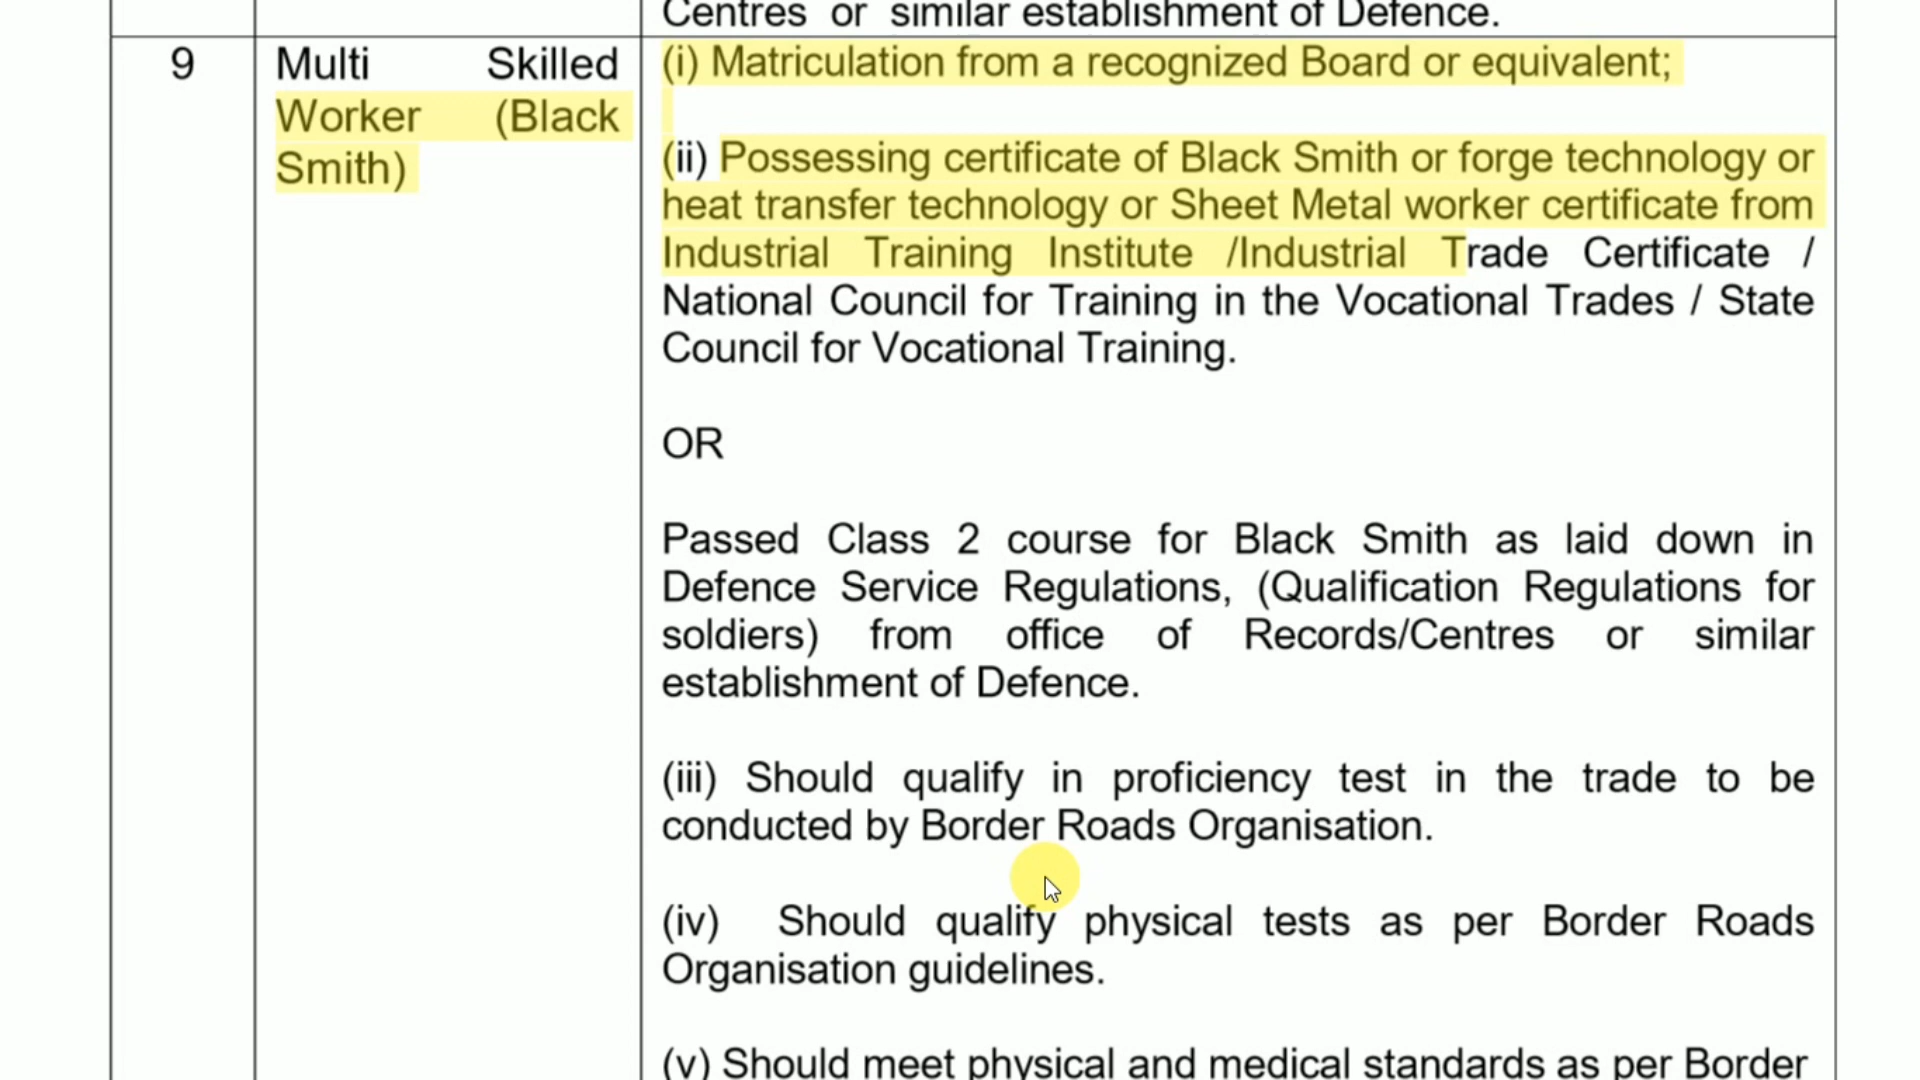 Centres or similar establishment of Defence.
9
Multi Skilled
Worker (Black
Smith)
(i) Matriculation from a recognized Board or equivalent;
(ii) Possessing certificate of Black Smith or forge technology or
heat transfer technology or Sheet Metal worker certificate from
Industrial Training Institute /Industrial Trade Certificate /
National Council for Training in the Vocational Trades / State
Council for Vocational Training.
OR
Passed Class 2 course for Black Smith as laid down in
Defence Service Regulations, (Qualification Regulations for
soldiers) from office of Records/Centres or similar
establishment of Defence.
(iii) Should qualify in proficiency test in the trade to be
conducted by Border Roads Organisation.
(iv) Should qualify physical tests as per Border Roads
Organisation guidelines.
(v) Should meet physical and medical standards as per Border